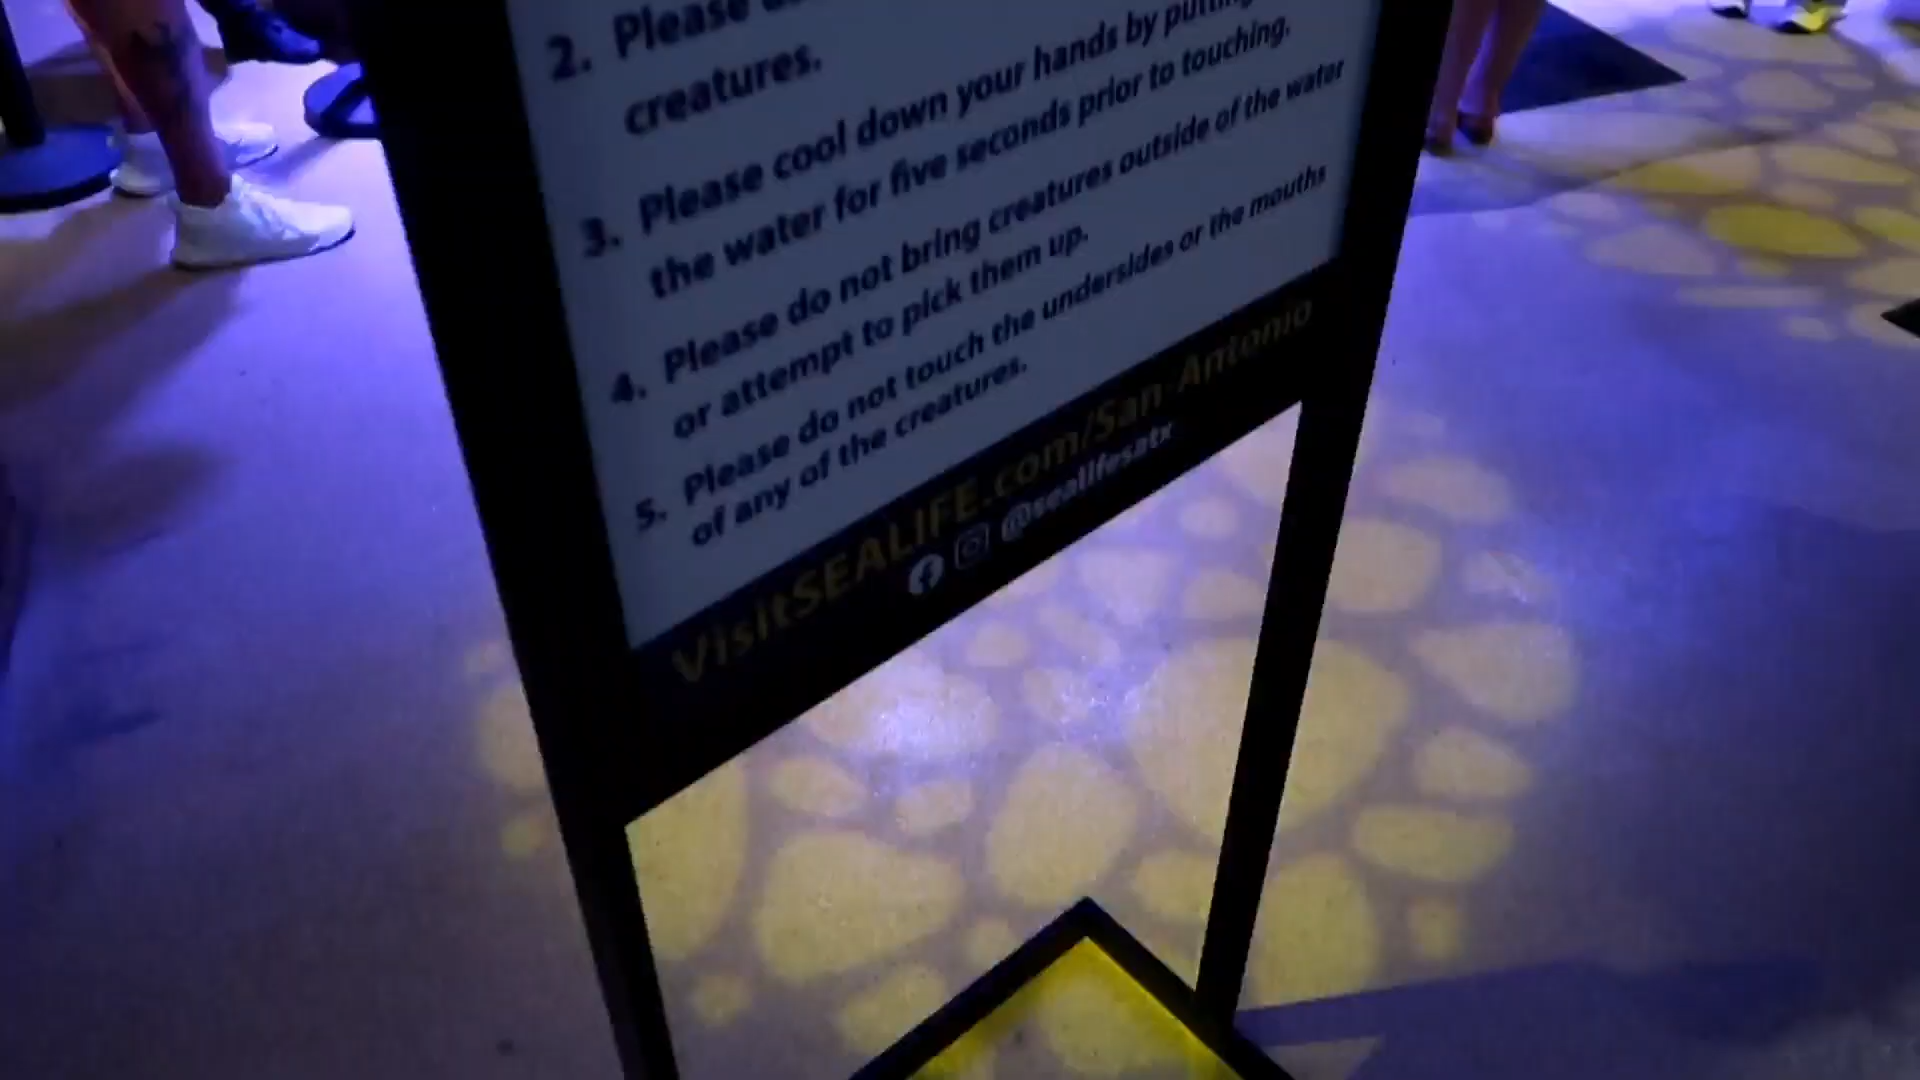 2. Please
creatures.
3. Please cool down your hands by putting
the water for five seconds prior to touching.
4. Please do not bring creatures outside of the water
or attempt to pick them up.
5. Please do not touch the undersides or the mouths
of any of the creatures.
VisitSEALIFE.com/San-Antonio
@sealifesatx